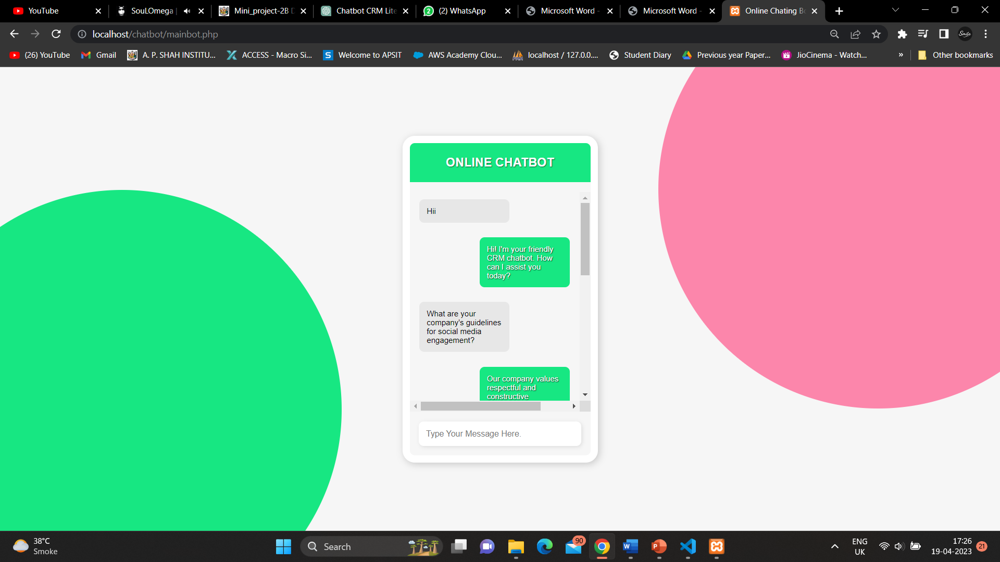 YouTube
SouLOmega |
Mini_project-2B D
Chatbot CRM Lite
(2) WhatsApp
Microsoft Word -
Microsoft Word -
Online Chating Bo
localhost/chatbot/mainbot.php
Smile
(26) YouTube
Gmail
A. P. SHAH INSTITU...
ACCESS - Macro Si...
Welcome to APSIT
AWS Academy Clou...
localhost / 127.0.0....
Student Diary
Previous year Paper...
JioCinema - Watch...
»
Other bookmarks
ONLINE CHATBOT
Hii
Hi! I'm your friendly
CRM chatbot. How
can I assist you
today?
What are your
company's guidelines
for social media
engagement?
Our company values
respectful and
constructive
Type Your Message Here.
38°C
Smoke
Search
90
ENG
UK
17:26
19-04-2023
21